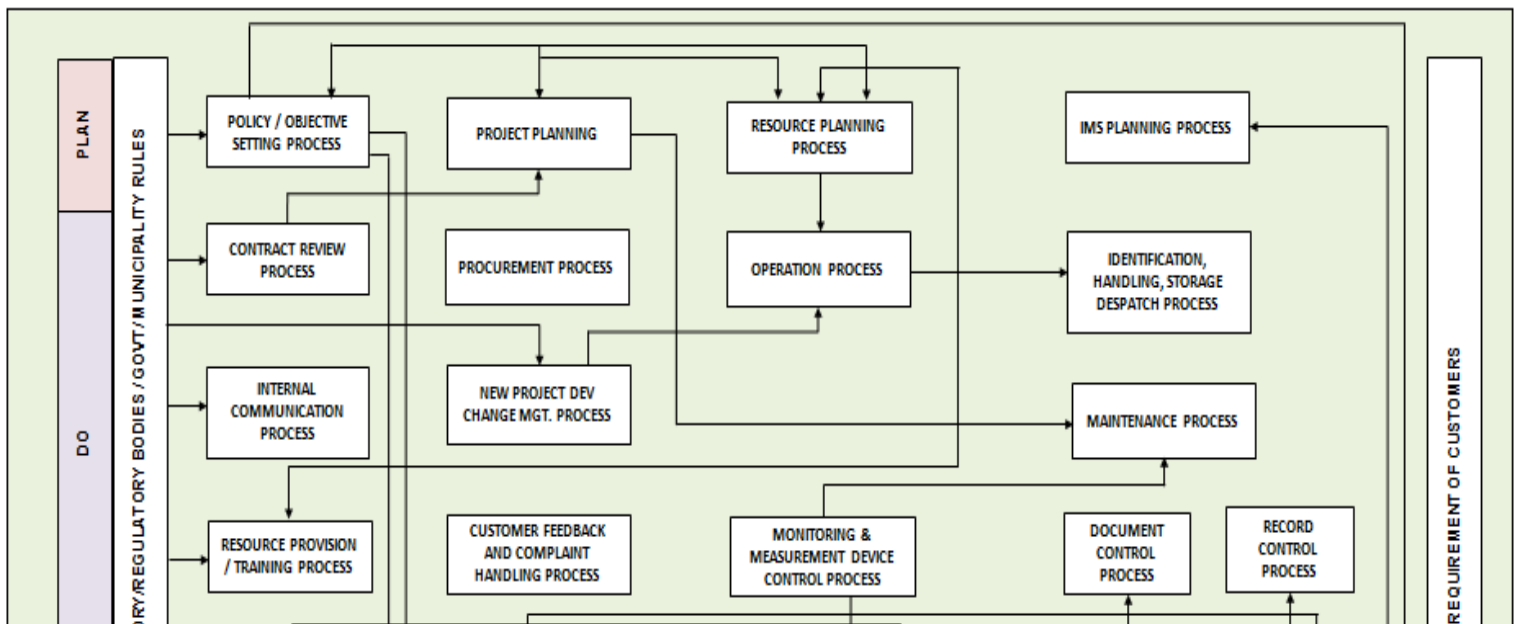 PLAN
DO
ORY/REGULATORY BODIES / GOVT/ MUNICIPALITY RULES
POLICY / OBJECTIVE
SETTING PROCESS
PROJECT PLANNING
RESOURCE PLANNING
PROCESS
IMS PLANNING PROCESS
CONTRACT REVIEW
PROCESS
PROCUREMENT PROCESS
OPERATION PROCESS
IDENTIFICATION,
HANDLING, STORAGE
DESPATCH PROCESS
INTERNAL
COMMUNICATION
PROCESS
NEW PROJECT DEV
CHANGE MGT. PROCESS
MAINTENANCE PROCESS
RESOURCE PROVISION
/ TRAINING PROCESS
CUSTOMER FEEDBACK
AND COMPLAINT
HANDLING PROCESS
MONITORING &
MEASUREMENT DEVICE
CONTROL PROCESS
DOCUMENT
CONTROL
PROCESS
RECORD
CONTROL
PROCESS
REQUIREMENT OF CUSTOMERS